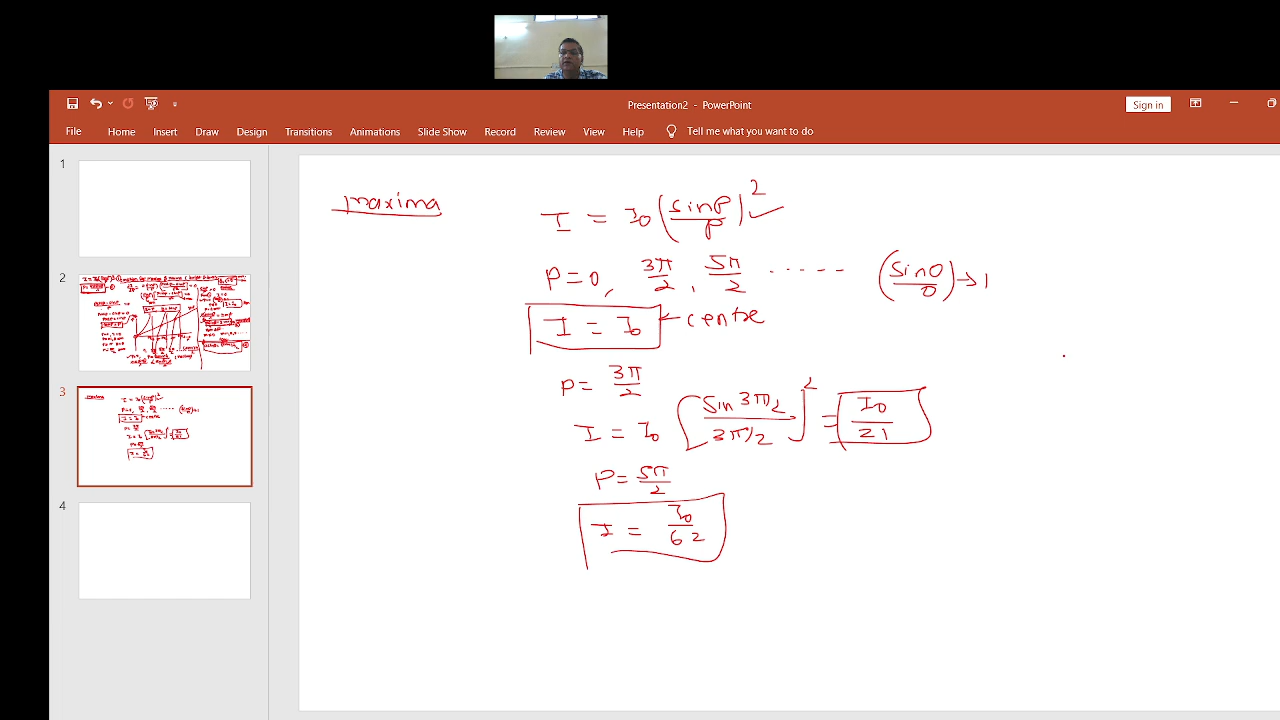 Presentation2 - PowerPoint
Sign in
File Home Insert Draw Design Transitions Animations Slide Show Record Review View Help Tell me what you want to do
1
2
3
4
maxima
I = I₀ (sinP/P)²
P = 0, 3π/2, 5π/2 ...... (sinθ/θ) → 1
I = I₀ ← centre
P = 3π/2
I = I₀ [sin 3π/2 / 3π/2]² = I₀/21
P = 5π/2
I = I₀/62